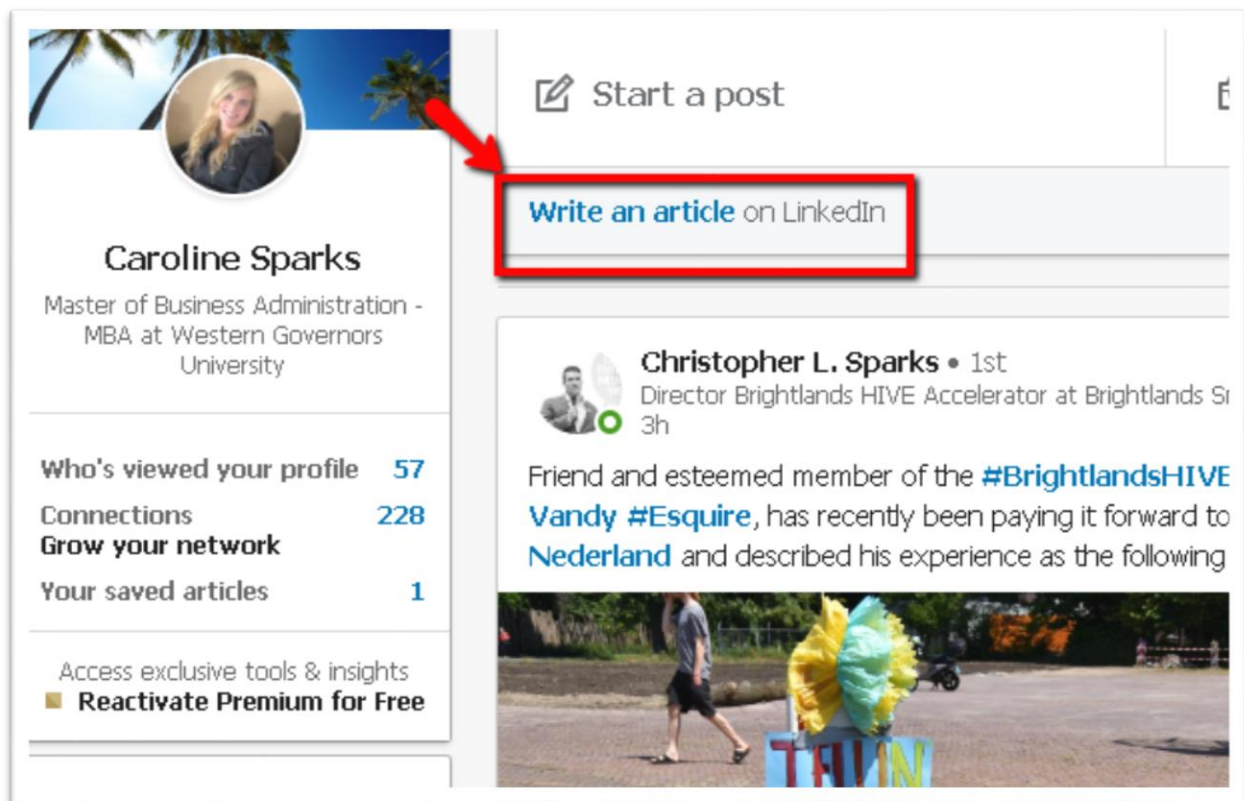 Start a post
Write an article on LinkedIn
Caroline Sparks
Master of Business Administration -
MBA at Western Governors
University
Who's viewed your profile 57
Connections 228
Grow your network
Your saved articles 1
Access exclusive tools & insights
Reactivate Premium for Free
Christopher L. Sparks • 1st
Director Brightlands HIVE Accelerator at Brightlands
3h
Friend and esteemed member of the #BrightlandsHIVE
Vandy #Esquire, has recently been paying it forward to
Nederland and described his experience as the following